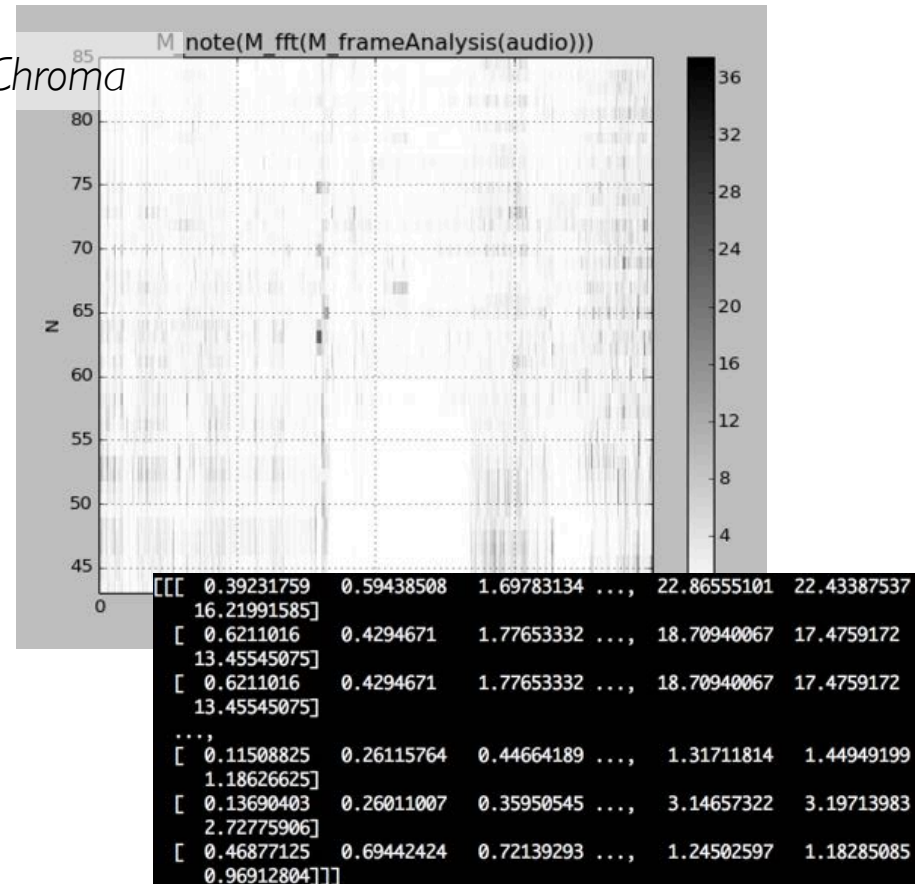 M_note(M_fft(M_frameAnalysis(audio)))
Chroma
85
80
75
70
65
60
55
50
45
N
0
36
32
28
24
20
16
12
8
4
[[[ 0.39231759 0.59438508 1.69783134 ..., 22.86555101 22.43387537
16.21991585]
[ 0.6211016 0.4294671 1.77653332 ..., 18.70940067 17.4759172
13.45545075]
[ 0.6211016 0.4294671 1.77653332 ..., 18.70940067 17.4759172
13.45545075]
...,
[ 0.11508825 0.26115764 0.44664189 ..., 1.31711814 1.44949199
1.18626625]
[ 0.13690403 0.26011007 0.35950545 ..., 3.14657322 3.19713983
2.72775906]
[ 0.46877125 0.69442424 0.72139293 ..., 1.24502597 1.18285085
0.96912804]]]